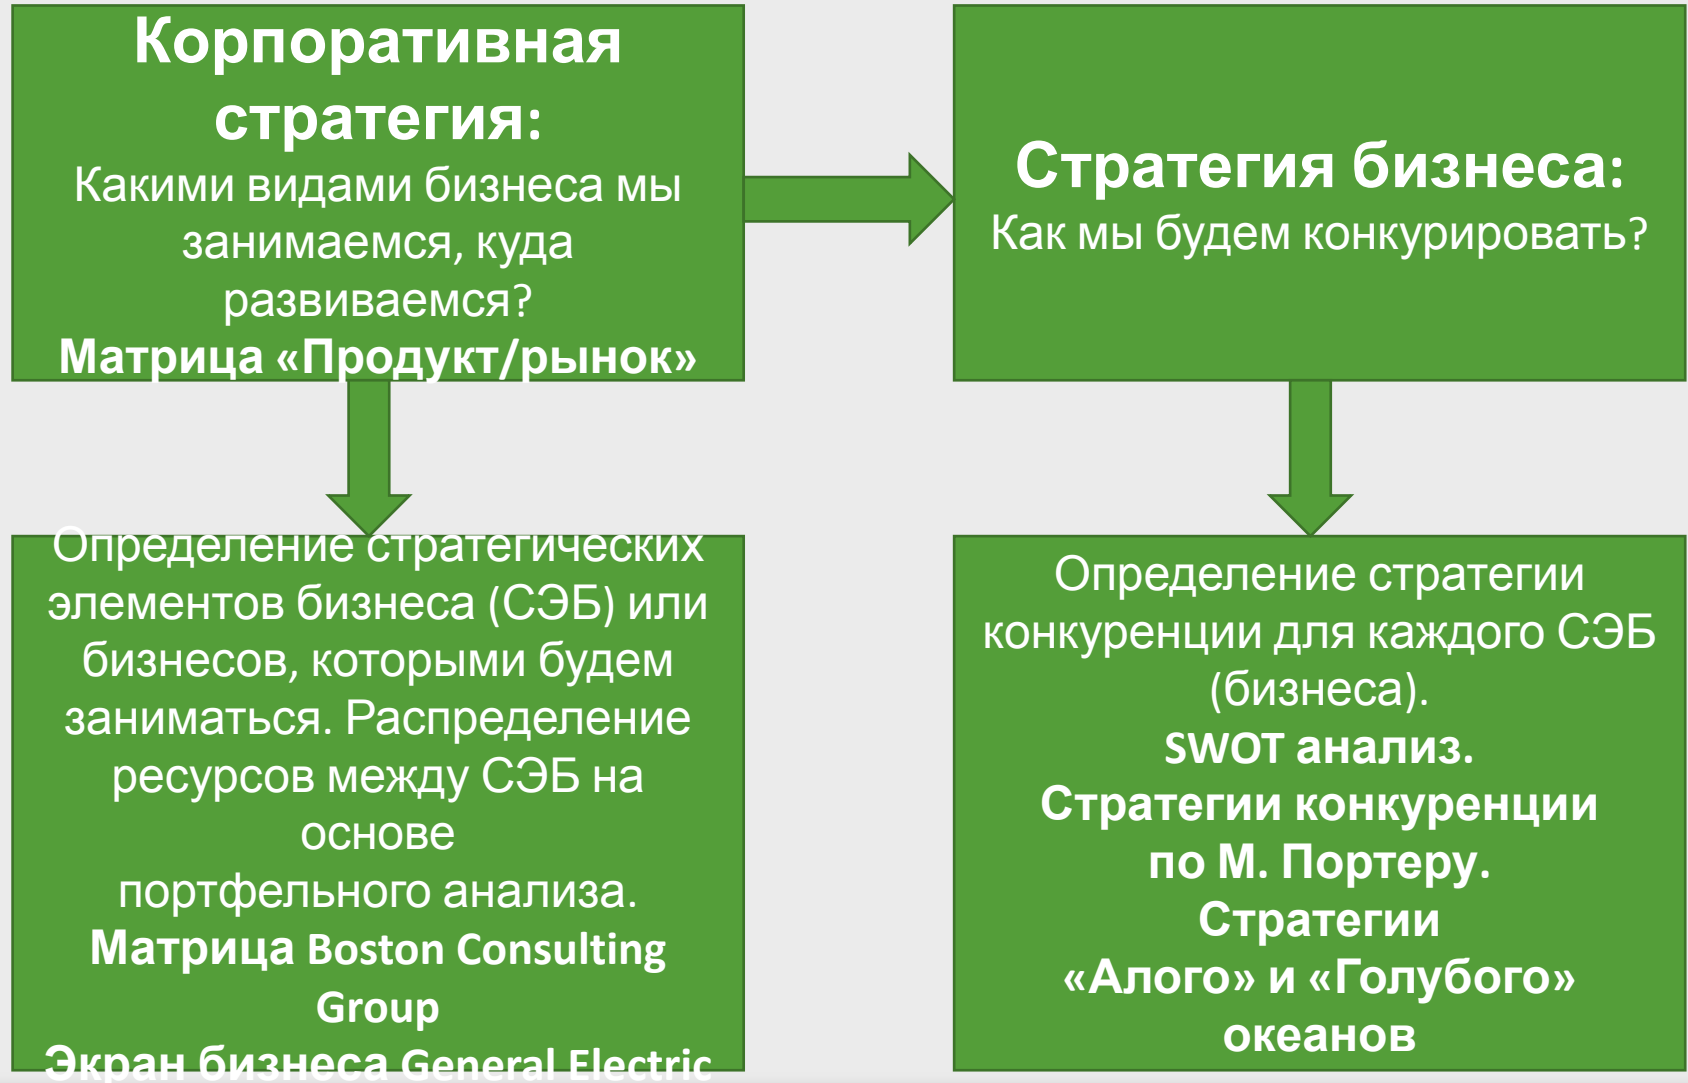 Корпоративная
стратегия:
Какими видами бизнеса мы
занимаемся, куда
развиваемся?
Матрица «Продукт/рынок»
Стратегия бизнеса:
Как мы будем конкурировать?
Определение стратегических
элементов бизнеса (СЭБ) или
бизнесов, которыми будем
заниматься. Распределение
ресурсов между СЭБ на
основе
портфельного анализа.
Матрица Boston Consulting
Group
Экран бизнеса General Electric
Определение стратегии
конкуренции для каждого СЭБ
(бизнеса).
SWOT анализ.
Стратегии конкуренции
по М. Портеру.
Стратегии
«Алого» и «Голубого»
океанов